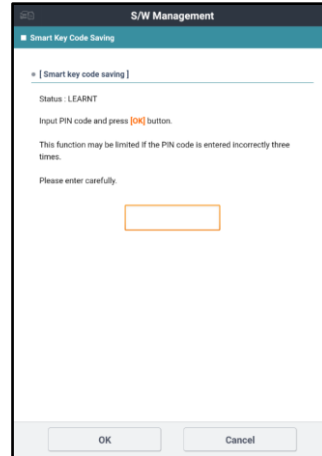 S/W Management
Smart Key Code Saving
[ Smart key code saving ]
Status : LEARNT
Input PIN code and press [OK] button.
This function may be limited If the PIN code is entered incorrectly three
times.
Please enter carefully.
OK
Cancel